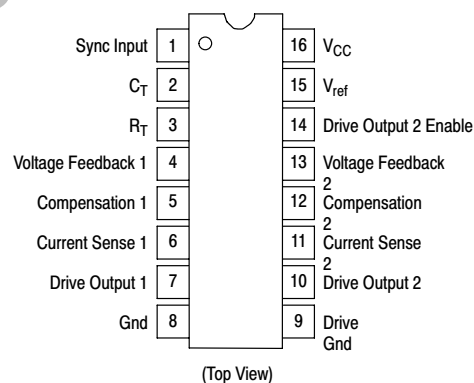 Sync Input 1 16 VCC
CT 2 15 Vref
RT 3 14 Drive Output 2 Enable
Voltage Feedback 1 4 13 Voltage Feedback
2
Compensation 1 5 12 Compensation
2
Current Sense 1 6 11 Current Sense
2
Drive Output 1 7 10 Drive Output 2
Gnd 8 9 Drive
Gnd
(Top View)